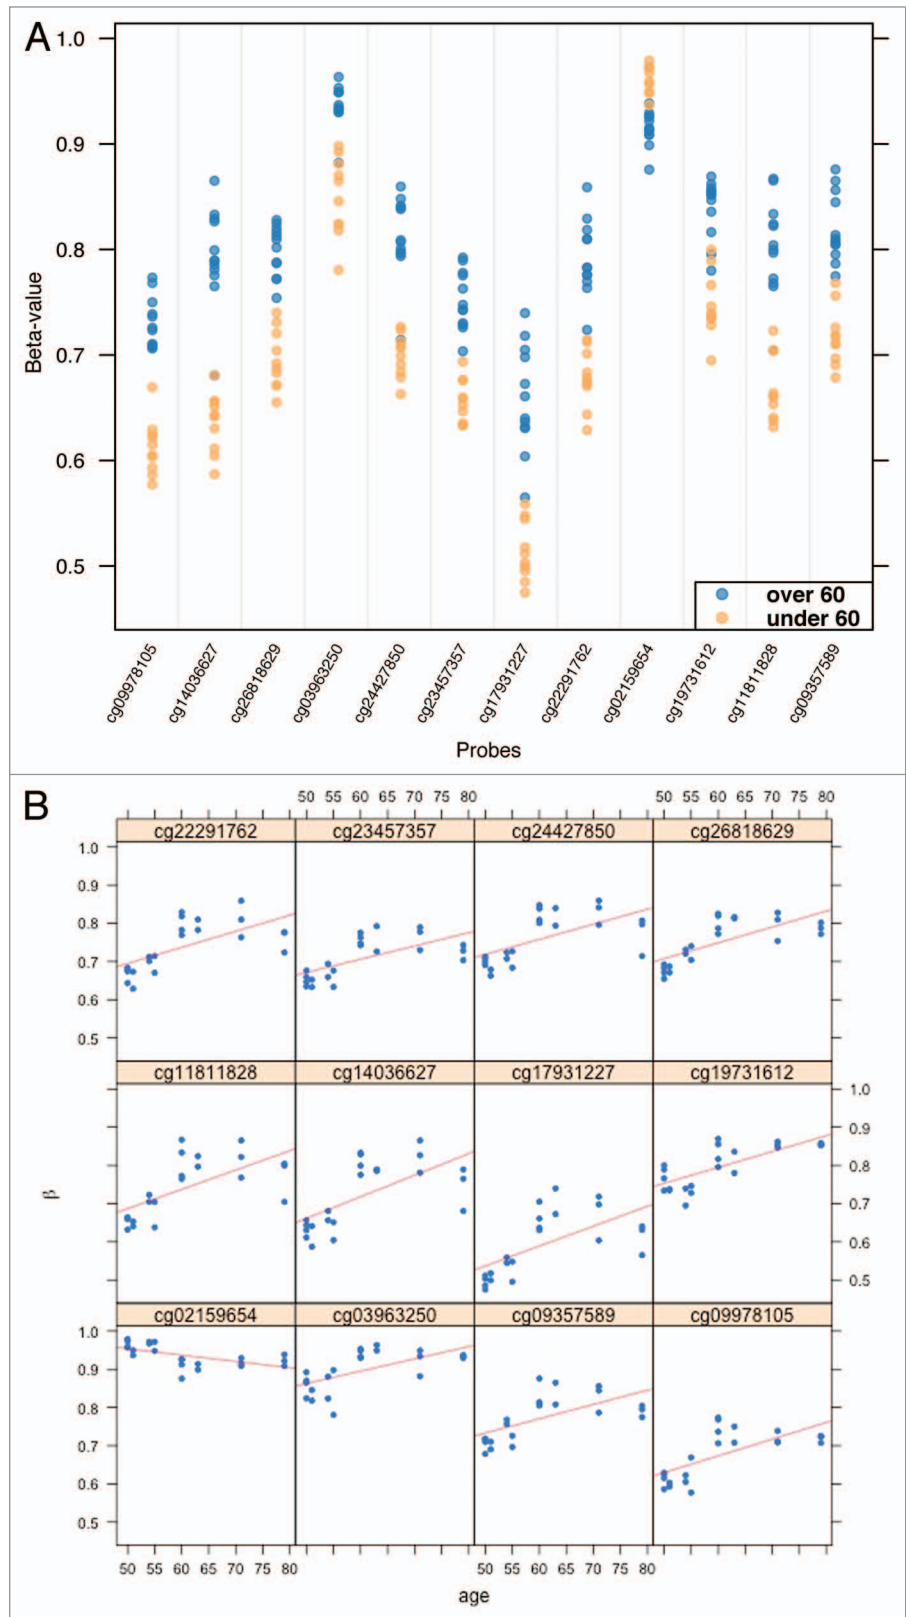 A
1.0
0.9
0.8
0.7
0.6
0.5
Beta-value
over 60
under 60
cg09978105
cg14036627
cg26818629
cg03963250
cg24427850
cg23457357
cg17931227
cg22291762
cg02159654
cg19731612
cg11811828
cg09357589
Probes
B
50 55 60 65 70 75 80 50 55 60 65 70 75 80
cg22291762 cg23457357 cg24427850 cg26818629
1.0
0.9
0.8
0.7
0.6
0.5
cg11811828 cg14036627 cg17931227 cg19731612
1.0
0.9
0.8
0.7
0.6
0.5
β
cg02159654 cg03963250 cg09357589 cg09978105
1.0
0.9
0.8
0.7
0.6
0.5
50 55 60 65 70 75 80 50 55 60 65 70 75 80
age